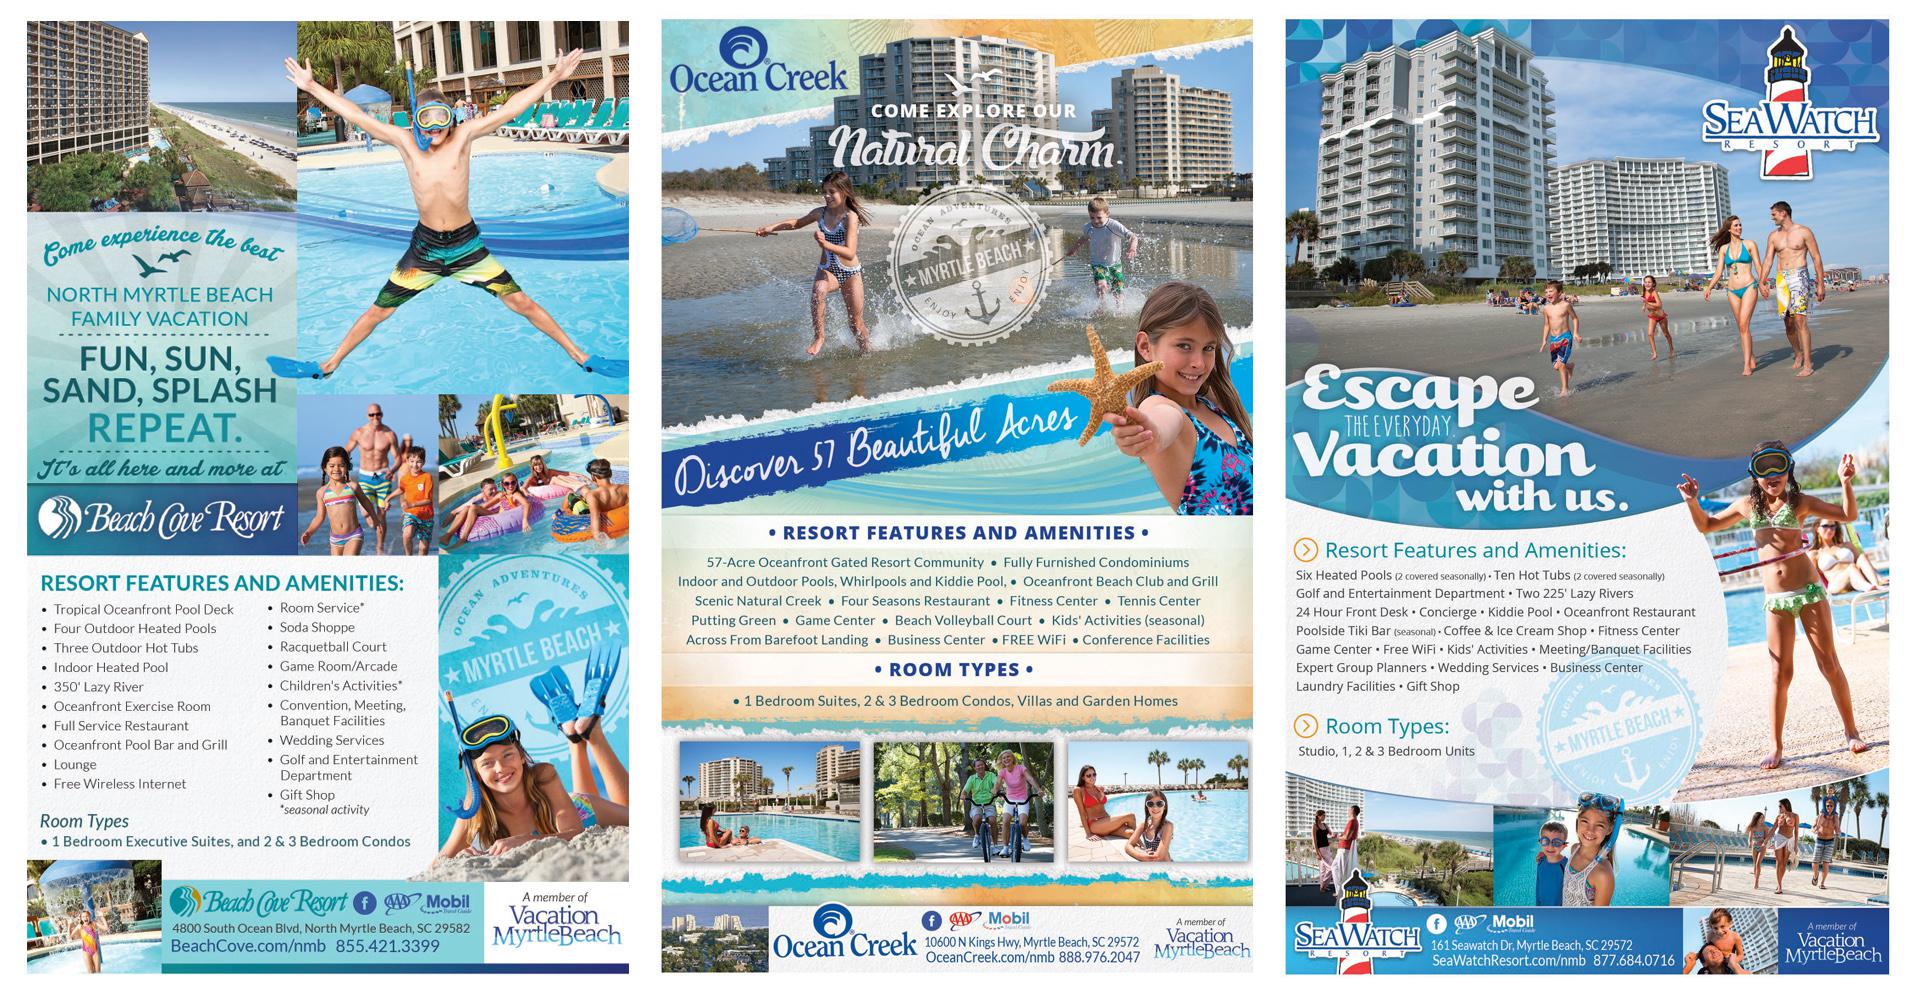 Come experience the best
NORTH MYRTLE BEACH
FAMILY VACATION
FUN, SUN,
SAND, SPLASH
REPEAT.
It's all here and more at
Beach Cove Resort
RESORT FEATURES AND AMENITIES:
• Tropical Oceanfront Pool Deck
• Four Outdoor Heated Pools
• Three Outdoor Hot Tubs
• Indoor Heated Pool
• 350' Lazy River
• Oceanfront Exercise Room
• Full Service Restaurant
• Oceanfront Pool Bar and Grill
• Lounge
• Free Wireless Internet
• Room Service*
• Soda Shoppe
• Racquetball Court
• Game Room/Arcade
• Children's Activities*
• Convention, Meeting,
Banquet Facilities
• Wedding Services
• Golf and Entertainment
Department
• Gift Shop
*seasonal activity
OCEAN ADVENTURES
MYRTLE BEACH
Room Types
• 1 Bedroom Executive Suites, and 2 & 3 Bedroom Condos
Beach Cove Resort f AAA Mobil
Travel Guide
4800 South Ocean Blvd, North Myrtle Beach, SC 29582
BeachCove.com/nmb 855.421.3399
A member of
Vacation
MyrtleBeach
Ocean Creek
COME EXPLORE OUR
Natural Charm.
OCEAN ADVENTURES
MYRTLE BEACH
ENJOY ENJOY
Discover 57 Beautiful Acres
• RESORT FEATURES AND AMENITIES •
57-Acre Oceanfront Gated Resort Community • Fully Furnished Condominiums
Indoor and Outdoor Pools, Whirlpools and Kiddie Pool, • Oceanfront Beach Club and Grill
Scenic Natural Creek • Four Seasons Restaurant • Fitness Center • Tennis Center
Putting Green • Game Center • Beach Volleyball Court • Kids' Activities (seasonal)
Across From Barefoot Landing • Business Center • FREE WiFi • Conference Facilities
• ROOM TYPES •
• 1 Bedroom Suites, 2 & 3 Bedroom Condos, Villas and Garden Homes
Ocean Creek
f AAA Mobil
Travel Guide
10600 N Kings Hwy, Myrtle Beach, SC 29572
OceanCreek.com/nmb 888.976.2047
A member of
Vacation
MyrtleBeach
SEAWATCH
RESORT
Escape
THE EVERYDAY.
Vacation
with us.
Resort Features and Amenities:
Six Heated Pools (2 covered seasonally) • Ten Hot Tubs (2 covered seasonally)
Golf and Entertainment Department • Two 225' Lazy Rivers
24 Hour Front Desk • Concierge • Kiddie Pool • Oceanfront Restaurant
Poolside Tiki Bar (seasonal) • Coffee & Ice Cream Shop • Fitness Center
Game Center • Free WiFi • Kids' Activities • Meeting/Banquet Facilities
Expert Group Planners • Wedding Services • Business Center
Laundry Facilities • Gift Shop
Room Types:
Studio, 1, 2 & 3 Bedroom Units
OCEAN ADVENTURES
MYRTLE BEACH
ENJOY ENJOY
SEAWATCH
RESORT
f AAA Mobil
Travel Guide
161 Seawatch Dr, Myrtle Beach, SC 29572
SeaWatchResort.com/nmb 877.684.0716
A member of
Vacation
MyrtleBeach